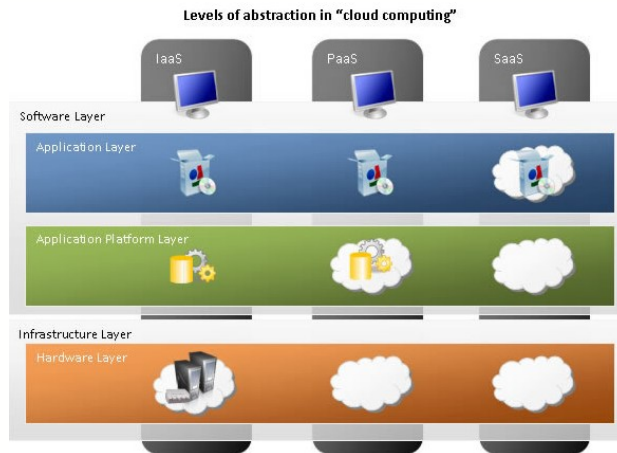 Levels of abstraction in “cloud computing”
IaaS
PaaS
SaaS
Software Layer
Application Layer
Application Platform Layer
Infrastructure Layer
Hardware Layer